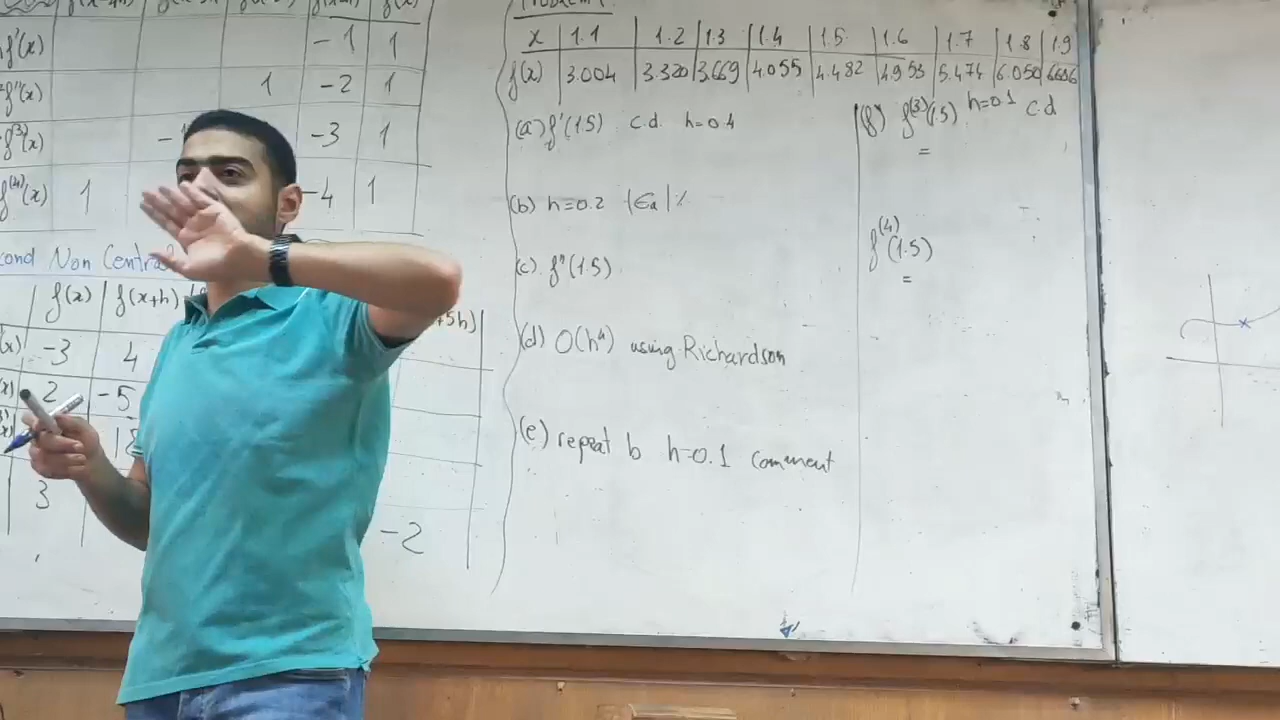 f(x)
f'(x) -1 1
f''(x) 1 -2 1
f⁽³⁾(x) -3 1
f⁽⁴⁾(x) 1 -4 1
Non Central
f(x) f(x+h) +5h)
-3 4
2 -5
3
-2
x 1.1 1.2 1.3 1.4 1.5 1.6 1.7 1.8 1.9
f(x) 3.004 3.320 3.669 4.055 4.482 4.953 5.474 6.050 6.686
(a) f'(1.5) c.d. h=0.4
(b) h=0.2 |∈a| %
(c) f''(1.5)
(d) O(h⁴) using Richardson
(e) repeat b h=0.1 comment
(f) f⁽³⁾(1.5) h=0.1 c.d
=
f⁽⁴⁾(1.5)
=